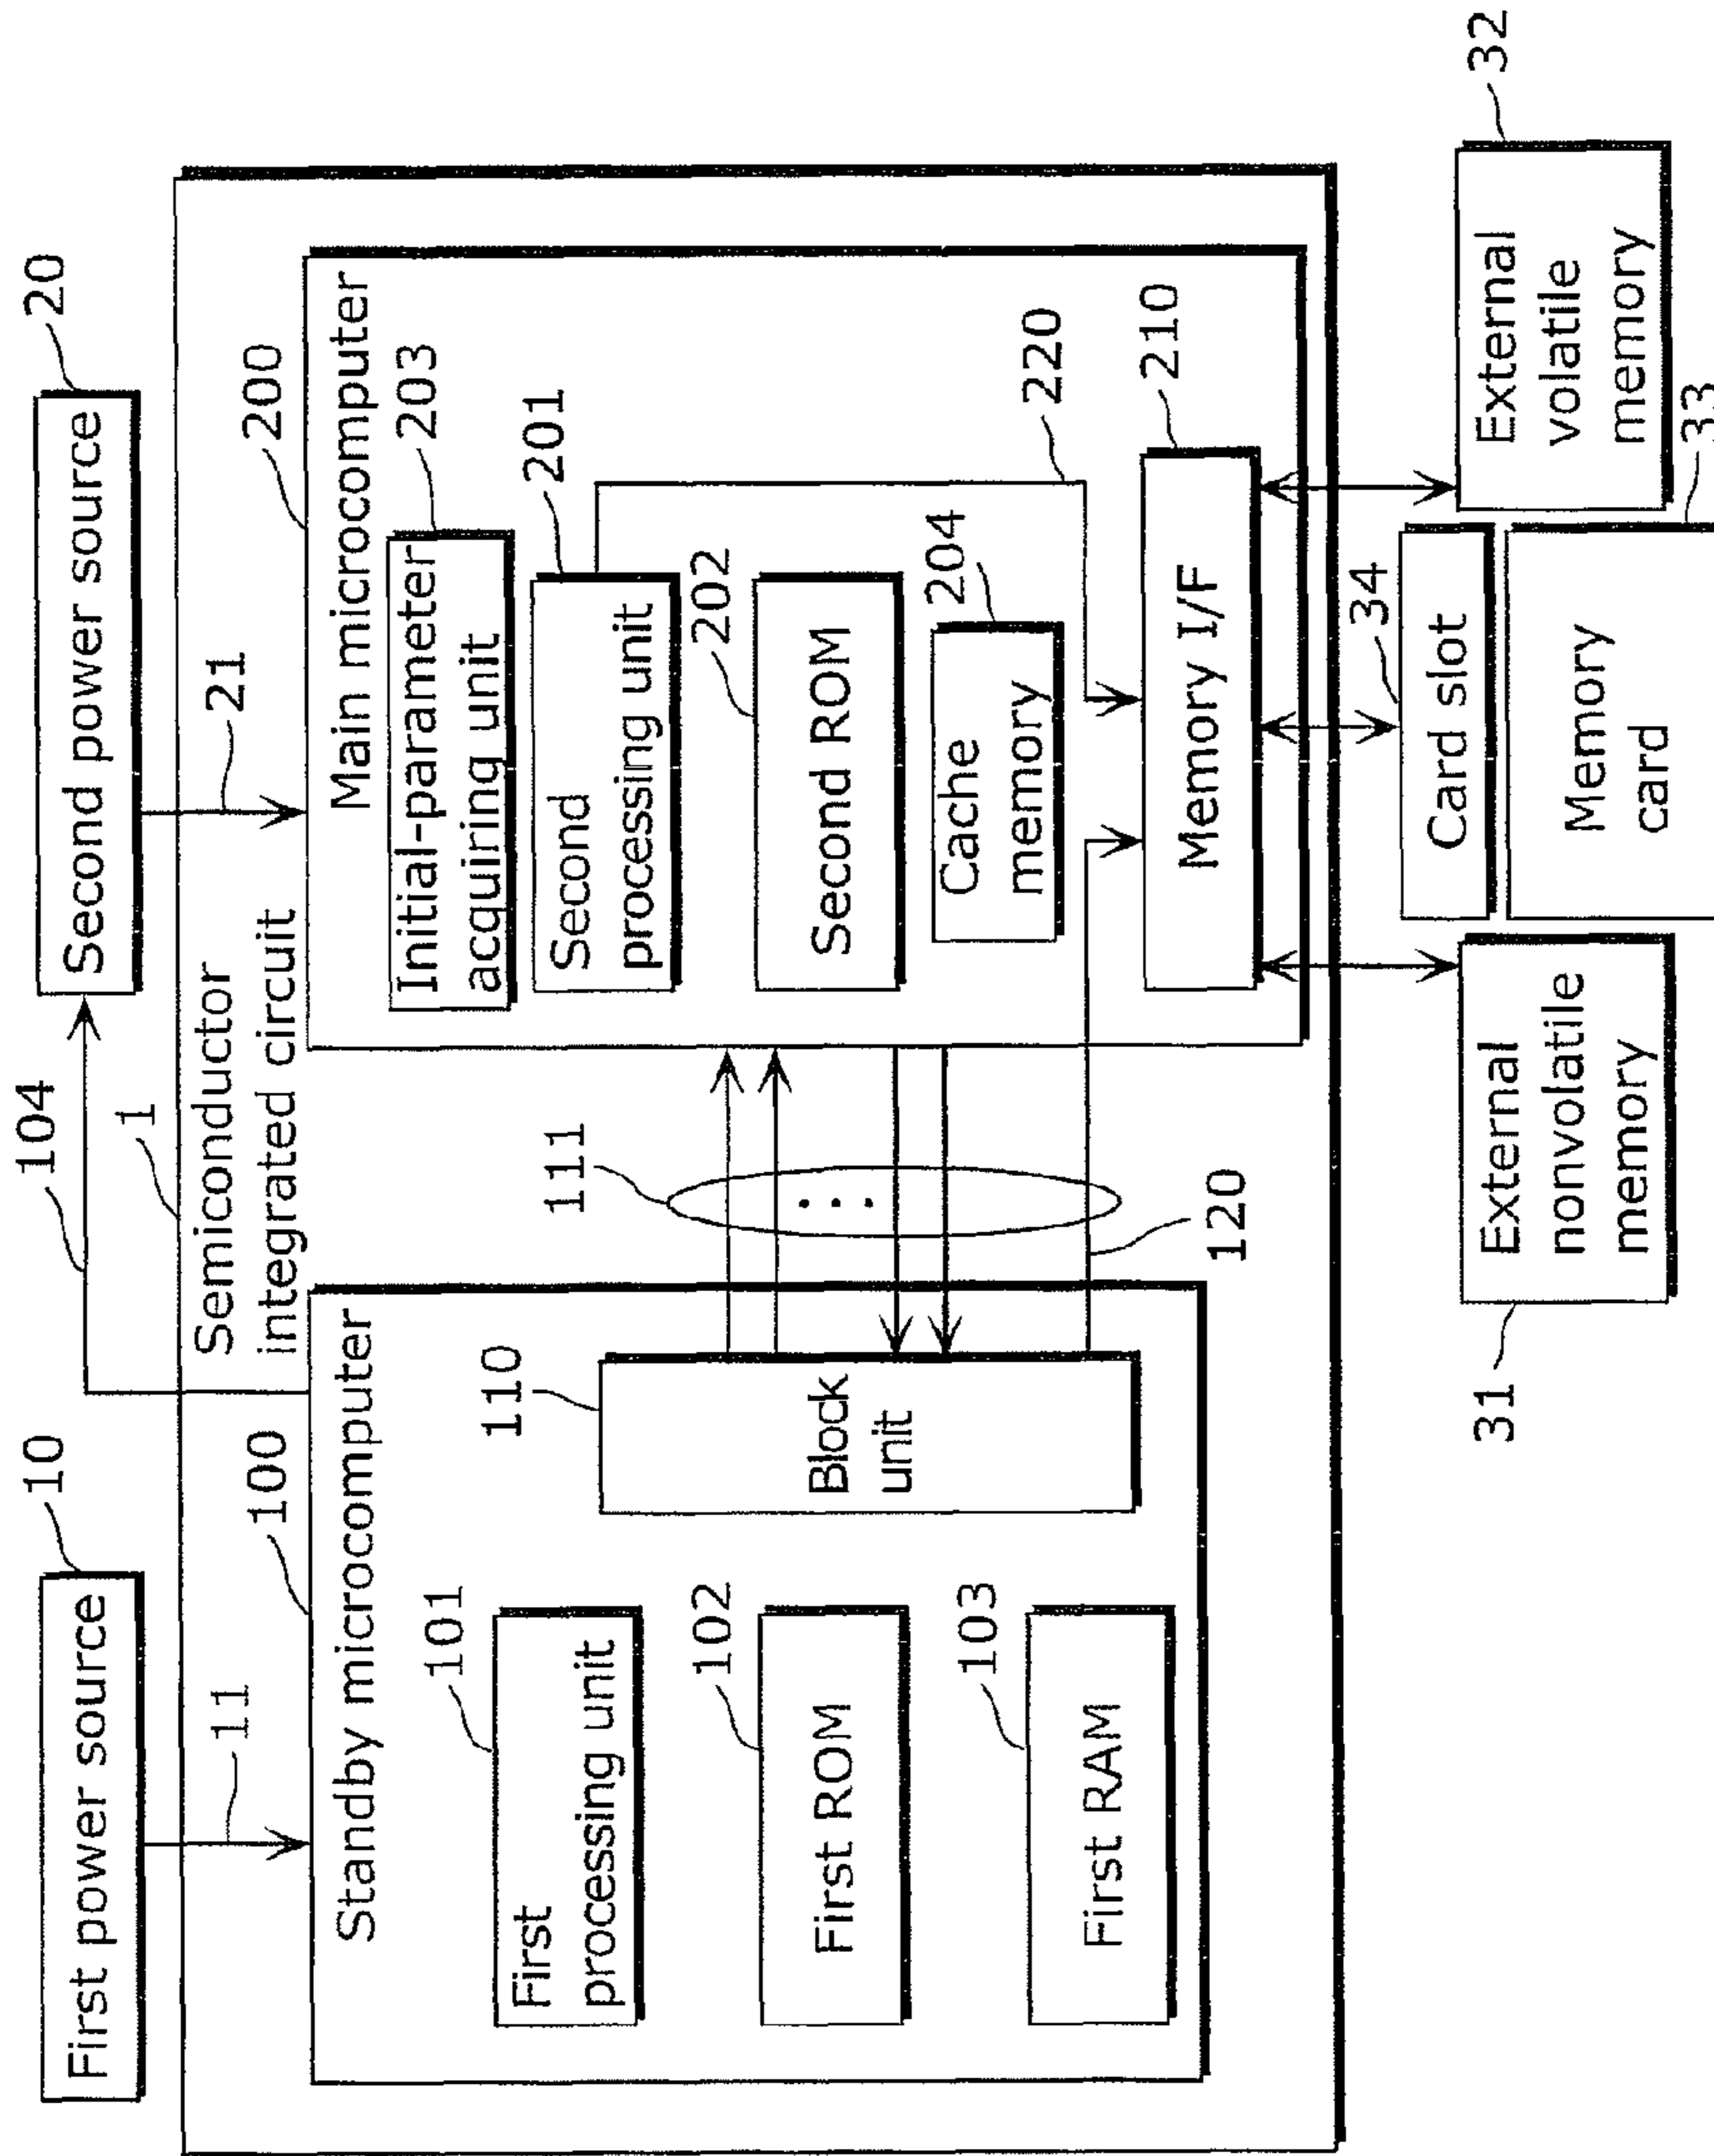 First power source
10
11
104
Second power source
20
21
1
Semiconductor
integrated circuit
100
Standby microcomputer
101
First
processing unit
102
First ROM
103
First RAM
110
Block
unit
111
...
120
200
Main microcomputer
203
Initial-parameter
acquiring unit
201
Second
processing unit
202
Second ROM
204
Cache
memory
220
210
Memory I/F
31
External
nonvolatile
memory
34
Card slot
33
Memory
card
32
External
volatile
memory